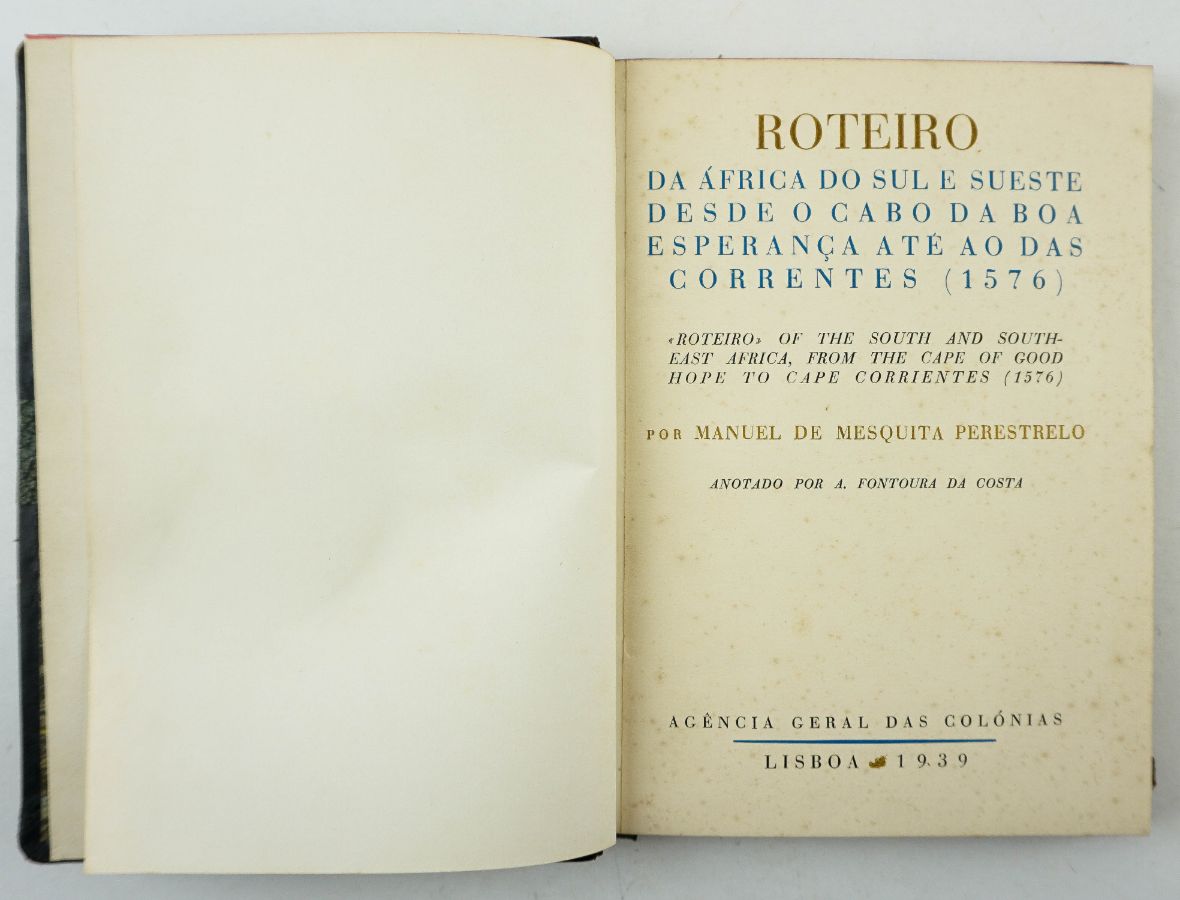 ROTEIRO
DA ÁFRICA DO SUL E SUESTE
DESDE O CABO DA BOA
ESPERANÇA ATÉ AO DAS
CORRENTES (1576)
«ROTEIRO» OF THE SOUTH AND SOUTH-
EAST AFRICA, FROM THE CAPE OF GOOD
HOPE TO CAPE CORRIENTES (1576)
POR MANUEL DE MESQUITA PERESTRELO
ANOTADO POR A. FONTOURA DA COSTA
AGÊNCIA GERAL DAS COLÓNIAS
LISBOA 1939